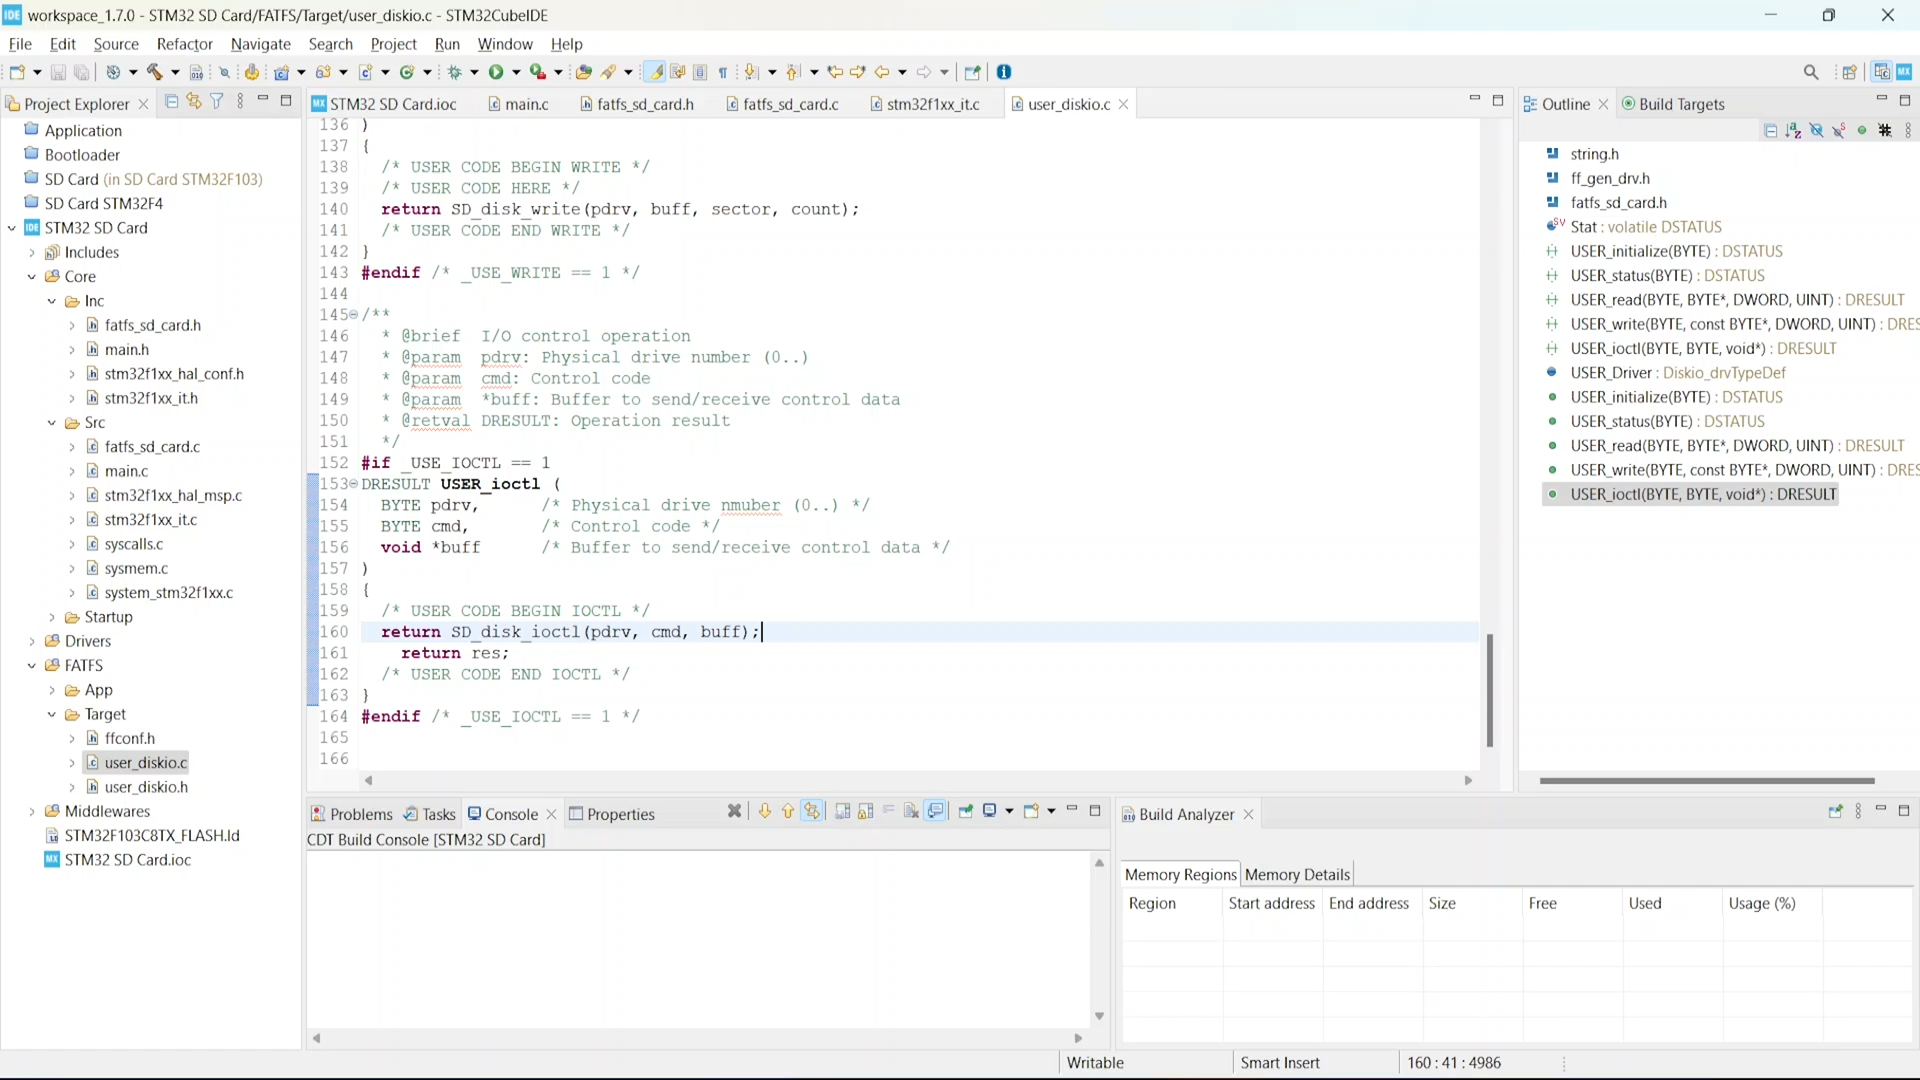 IDE workspace_1.7.0 - STM32 SD Card/FATFS/Target/user_diskio.c - STM32CubeIDE
File Edit Source Refactor Navigate Search Project Run Window Help
Project Explorer
Application
Bootloader
SD Card (in SD Card STM32F103)
SD Card STM32F4
IDE STM32 SD Card
Includes
Core
Inc
fatfs_sd_card.h
main.h
stm32f1xx_hal_conf.h
stm32f1xx_it.h
Src
fatfs_sd_card.c
main.c
stm32f1xx_hal_msp.c
stm32f1xx_it.c
syscalls.c
sysmem.c
system_stm32f1xx.c
Startup
Drivers
FATFS
App
Target
ffconf.h
user_diskio.c
user_diskio.h
Middlewares
STM32F103C8TX_FLASH.ld
MX STM32 SD Card.ioc
MX STM32 SD Card.ioc main.c fatfs_sd_card.h fatfs_sd_card.c stm32f1xx_it.c user_diskio.c
136 )
137 {
138 /* USER CODE BEGIN WRITE */
139 /* USER CODE HERE */
140 return SD_disk_write(pdrv, buff, sector, count);
141 /* USER CODE END WRITE */
142 }
143 #endif /* _USE_WRITE == 1 */
144
145 /**
146 * @brief  I/O control operation
147 * @param  pdrv: Physical drive number (0..)
148 * @param  cmd: Control code
149 * @param  *buff: Buffer to send/receive control data
150 * @retval DRESULT: Operation result
151 */
152 #if _USE_IOCTL == 1
153 DRESULT USER_ioctl (
154 BYTE pdrv,      /* Physical drive nmuber (0..) */
155 BYTE cmd,       /* Control code */
156 void *buff      /* Buffer to send/receive control data */
157 )
158 {
159 /* USER CODE BEGIN IOCTL */
160 return SD_disk_ioctl(pdrv, cmd, buff);
161 return res;
162 /* USER CODE END IOCTL */
163 }
164 #endif /* _USE_IOCTL == 1 */
165
166
Outline Build Targets
string.h
ff_gen_drv.h
fatfs_sd_card.h
Stat : volatile DSTATUS
USER_initialize(BYTE) : DSTATUS
USER_status(BYTE) : DSTATUS
USER_read(BYTE, BYTE*, DWORD, UINT) : DRESULT
USER_write(BYTE, const BYTE*, DWORD, UINT) : DRES
USER_ioctl(BYTE, BYTE, void*) : DRESULT
USER_Driver : Diskio_drvTypeDef
USER_initialize(BYTE) : DSTATUS
USER_status(BYTE) : DSTATUS
USER_read(BYTE, BYTE*, DWORD, UINT) : DRESULT
USER_write(BYTE, const BYTE*, DWORD, UINT) : DRES
USER_ioctl(BYTE, BYTE, void*) : DRESULT
Problems Tasks Console Properties
CDT Build Console [STM32 SD Card]
Build Analyzer
Memory Regions Memory Details
Region Start address End address Size Free Used Usage (%)
Writable Smart Insert 160 : 41 : 4986